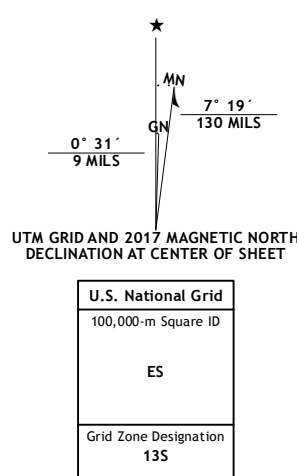 ★
MN
7° 19´
130 MILS
GN
0° 31´
9 MILS
UTM GRID AND 2017 MAGNETIC NORTH
DECLINATION AT CENTER OF SHEET
U.S. National Grid
100,000-m Square ID
ES
Grid Zone Designation
13S